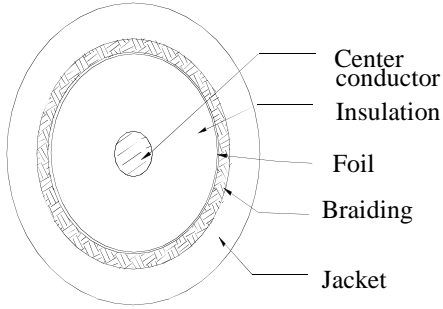 Center
conductor
Insulation
Foil
Braiding
Jacket